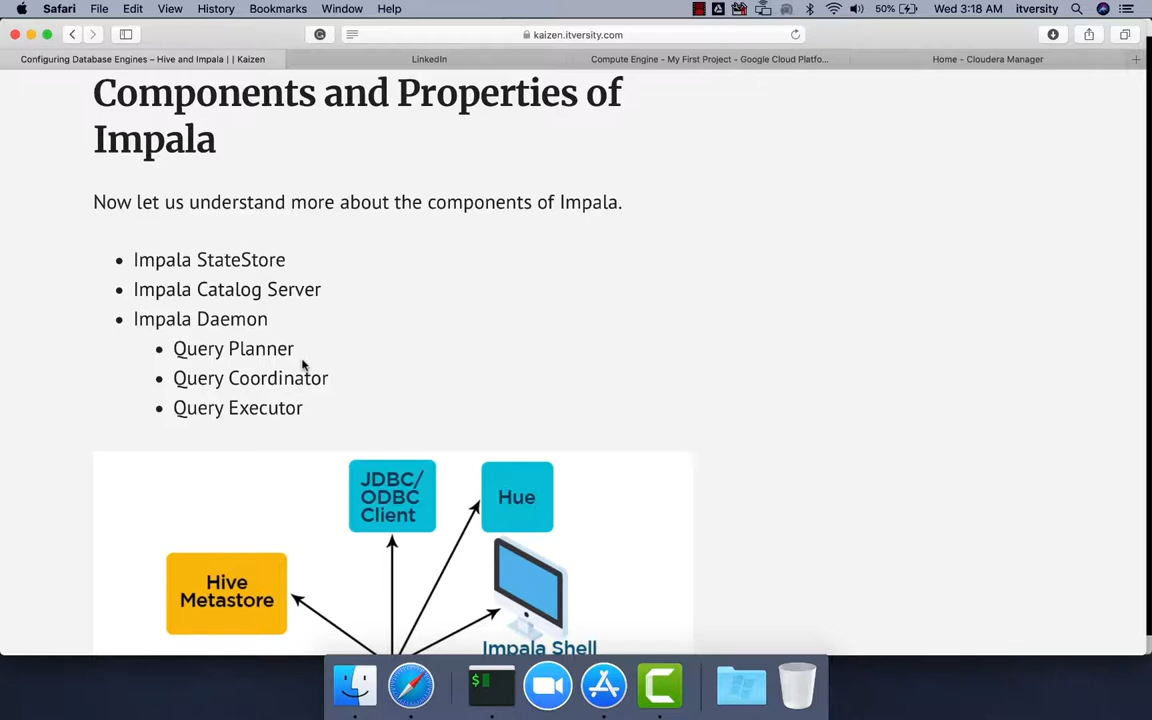 Safari File Edit View History Bookmarks Window Help 50% Wed 3:18 AM itversity
kaizen.itversity.com
Configuring Database Engines – Hive and Impala | | Kaizen LinkedIn Compute Engine - My First Project - Google Cloud Platfo... Home - Cloudera Manager
Components and Properties of
Impala
Now let us understand more about the components of Impala.
• Impala StateStore
• Impala Catalog Server
• Impala Daemon
• Query Planner
• Query Coordinator
• Query Executor
JDBC/
ODBC
Client
Hue
Hive
Metastore
Impala Shell
$